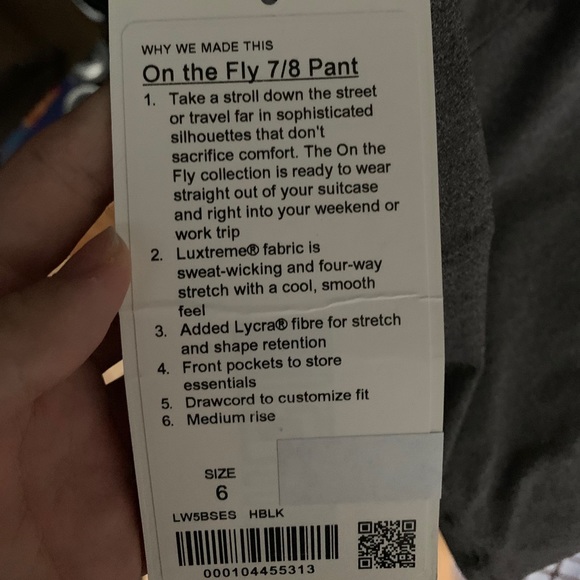 WHY WE MADE THIS
On the Fly 7/8 Pant
1. Take a stroll down the street
or travel far in sophisticated
silhouettes that don't
sacrifice comfort. The On the
Fly collection is ready to wear
straight out of your suitcase
and right into your weekend or
work trip
2. Luxtreme® fabric is
sweat-wicking and four-way
stretch with a cool, smooth
feel
3. Added Lycra® fibre for stretch
and shape retention
4. Front pockets to store
essentials
5. Drawcord to customize fit
6. Medium rise
SIZE
6
LW5BSES HBLK
000104455313